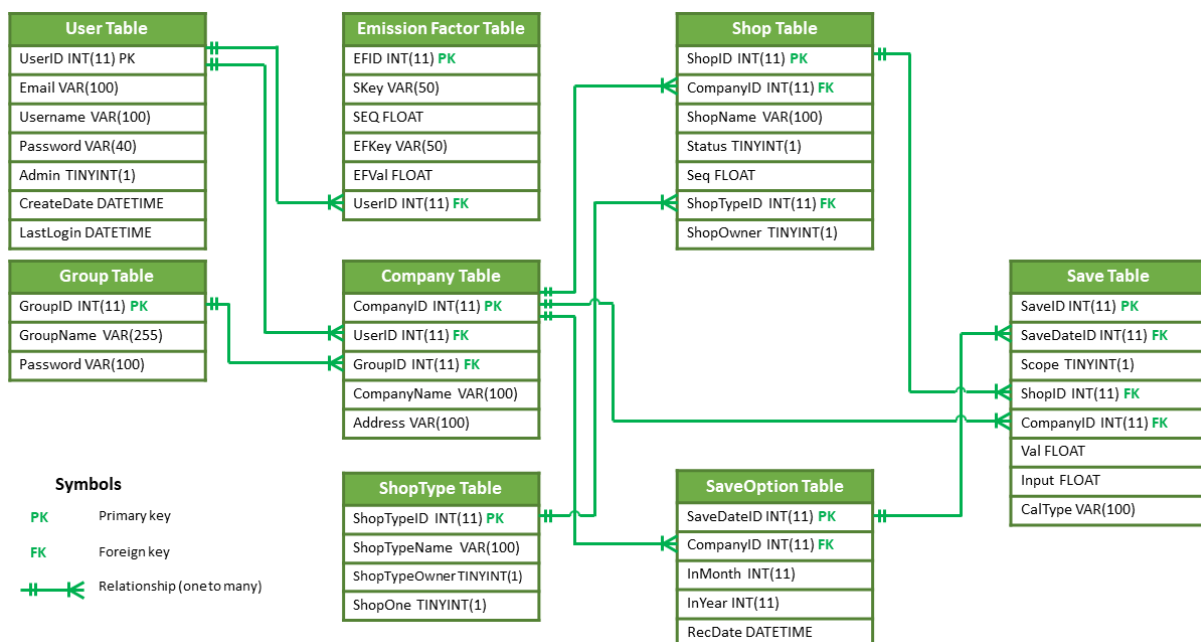 User Table
UserID INT(11) PK
Email VAR(100)
Username VAR(100)
Password VAR(40)
Admin TINYINT(1)
CreateDate DATETIME
LastLogin DATETIME
Emission Factor Table
EFID INT(11) PK
SKey VAR(50)
SEQ FLOAT
EFKey VAR(50)
EFVal FLOAT
UserID INT(11) FK
Shop Table
ShopID INT(11) PK
CompanyID INT(11) FK
ShopName VAR(100)
Status TINYINT(1)
Seq FLOAT
ShopTypeID INT(11) FK
ShopOwner TINYINT(1)
Group Table
GroupID INT(11) PK
GroupName VAR(255)
Password VAR(100)
Company Table
CompanyID INT(11) PK
UserID INT(11) FK
GroupID INT(11) FK
CompanyName VAR(100)
Address VAR(100)
Save Table
SaveID INT(11) PK
SaveDateID INT(11) FK
Scope TINYINT(1)
ShopID INT(11) FK
CompanyID INT(11) FK
Val FLOAT
Input FLOAT
CalType VAR(100)
ShopType Table
ShopTypeID INT(11) PK
ShopTypeName VAR(100)
ShopTypeOwner TINYINT(1)
ShopOne TINYINT(1)
SaveOption Table
SaveDateID INT(11) PK
CompanyID INT(11) FK
InMonth INT(11)
InYear INT(11)
RecDate DATETIME
Symbols
PK Primary key
FK Foreign key
Relationship (one to many)